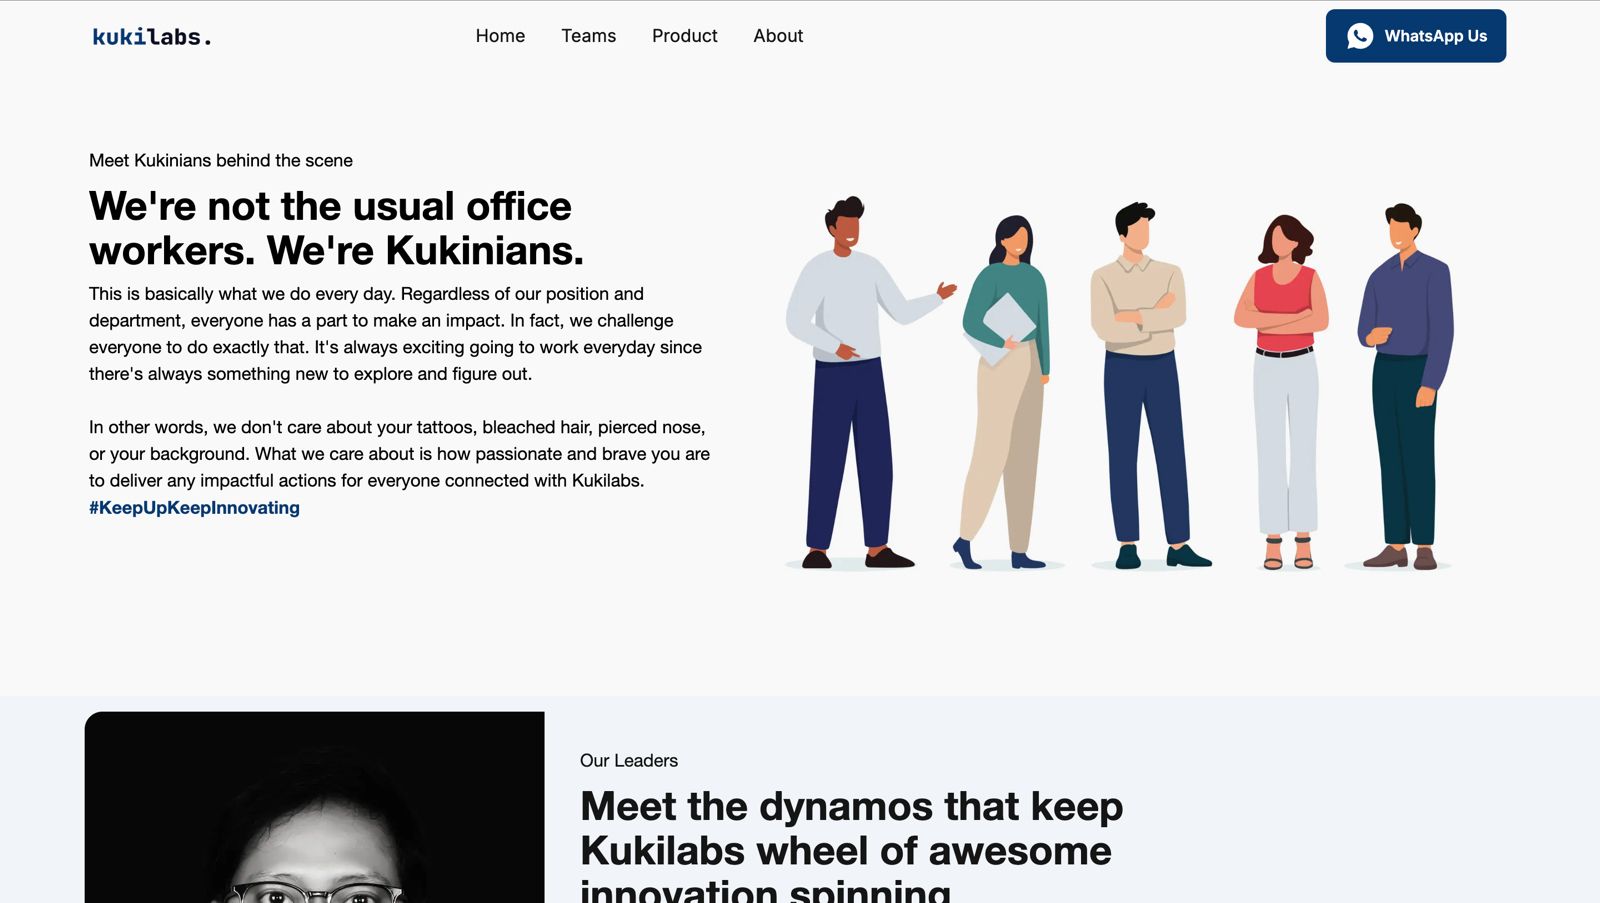 kukilabs.
Home
Teams
Product
About
WhatsApp Us
Meet Kukinians behind the scene
We're not the usual office
workers. We're Kukinians.
This is basically what we do every day. Regardless of our position and
department, everyone has a part to make an impact. In fact, we challenge
everyone to do exactly that. It's always exciting going to work everyday since
there's always something new to explore and figure out.
In other words, we don't care about your tattoos, bleached hair, pierced nose,
or your background. What we care about is how passionate and brave you are
to deliver any impactful actions for everyone connected with Kukilabs.
#KeepUpKeepInnovating
Our Leaders
Meet the dynamos that keep
Kukilabs wheel of awesome
innovation spinning